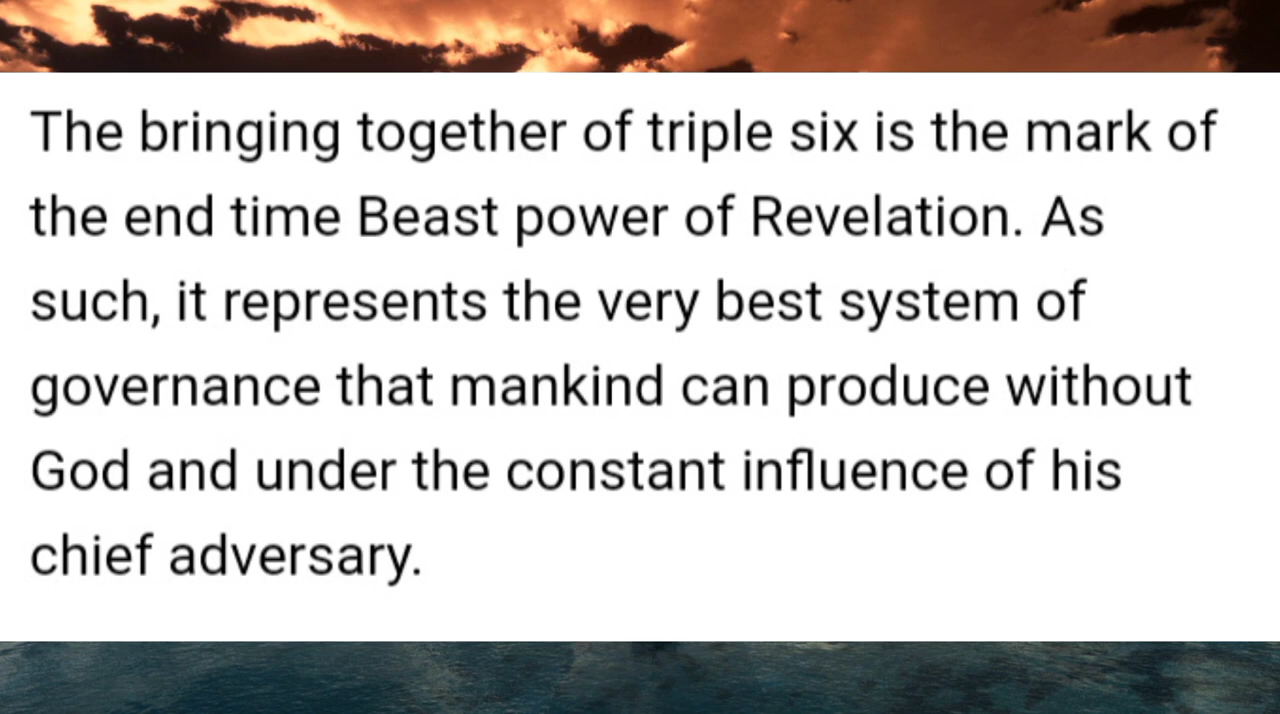 The bringing together of triple six is the mark of
the end time Beast power of Revelation. As
such, it represents the very best system of
governance that mankind can produce without
God and under the constant influence of his
chief adversary.